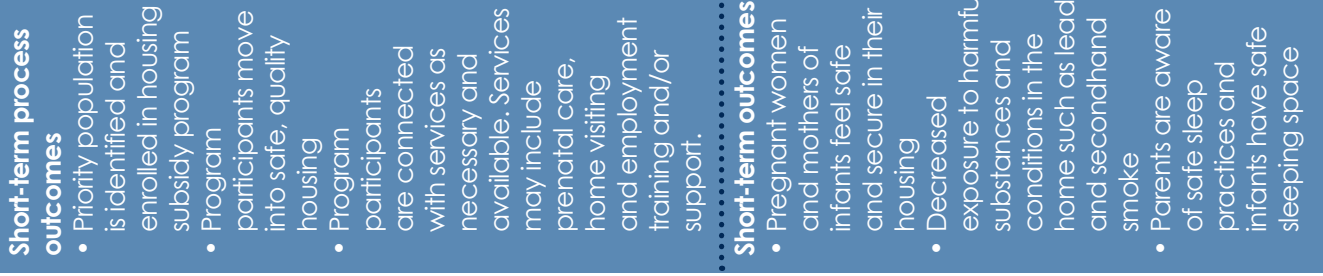 Short-term process
outcomes
• Priority population
is identified and
enrolled in housing
subsidy program
• Program
participants move
into safe, quality
housing
• Program
participants
are connected
with services as
necessary and
available. Services
may include
prenatal care,
home visiting
and employment
training and/or
support.
Short-term outcomes
• Pregnant women
and mothers of
infants feel safe
and secure in their
housing
• Decreased
exposure to harmfu
substances and
conditions in the
home such as lead
and secondhand
smoke
• Parents are aware
of safe sleep
practices and
infants have safe
sleeping space